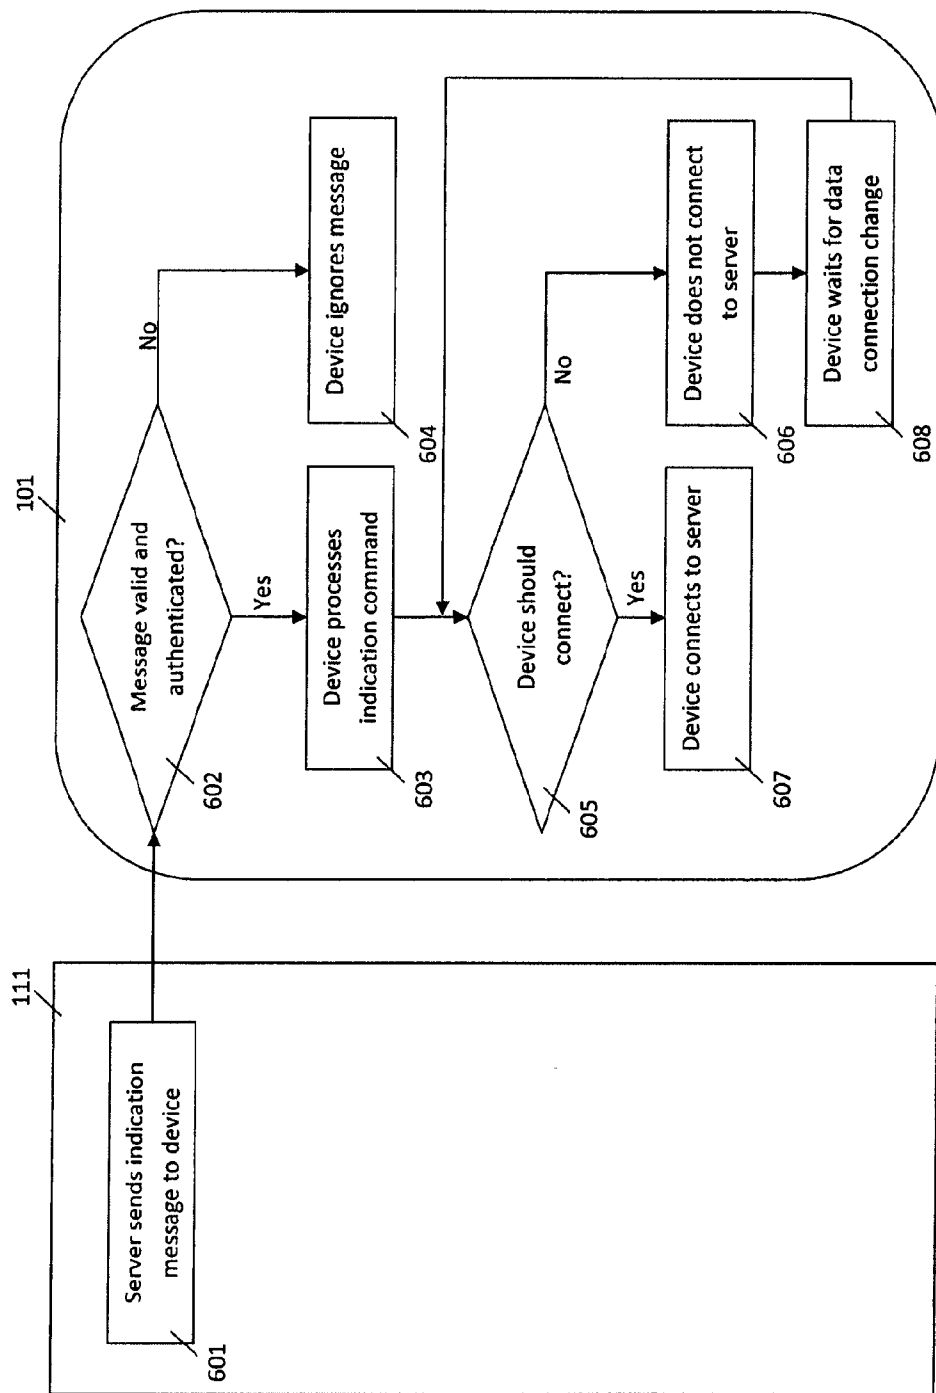 111
101
Server sends indication
message to device
601
Message valid and
authenticated?
602
No
Yes
Device processes
indication command
603
Device ignores message
604
Device should
connect?
605
No
Yes
Device connects to server
607
Device does not connect
to server
606
Device waits for data
connection change
608